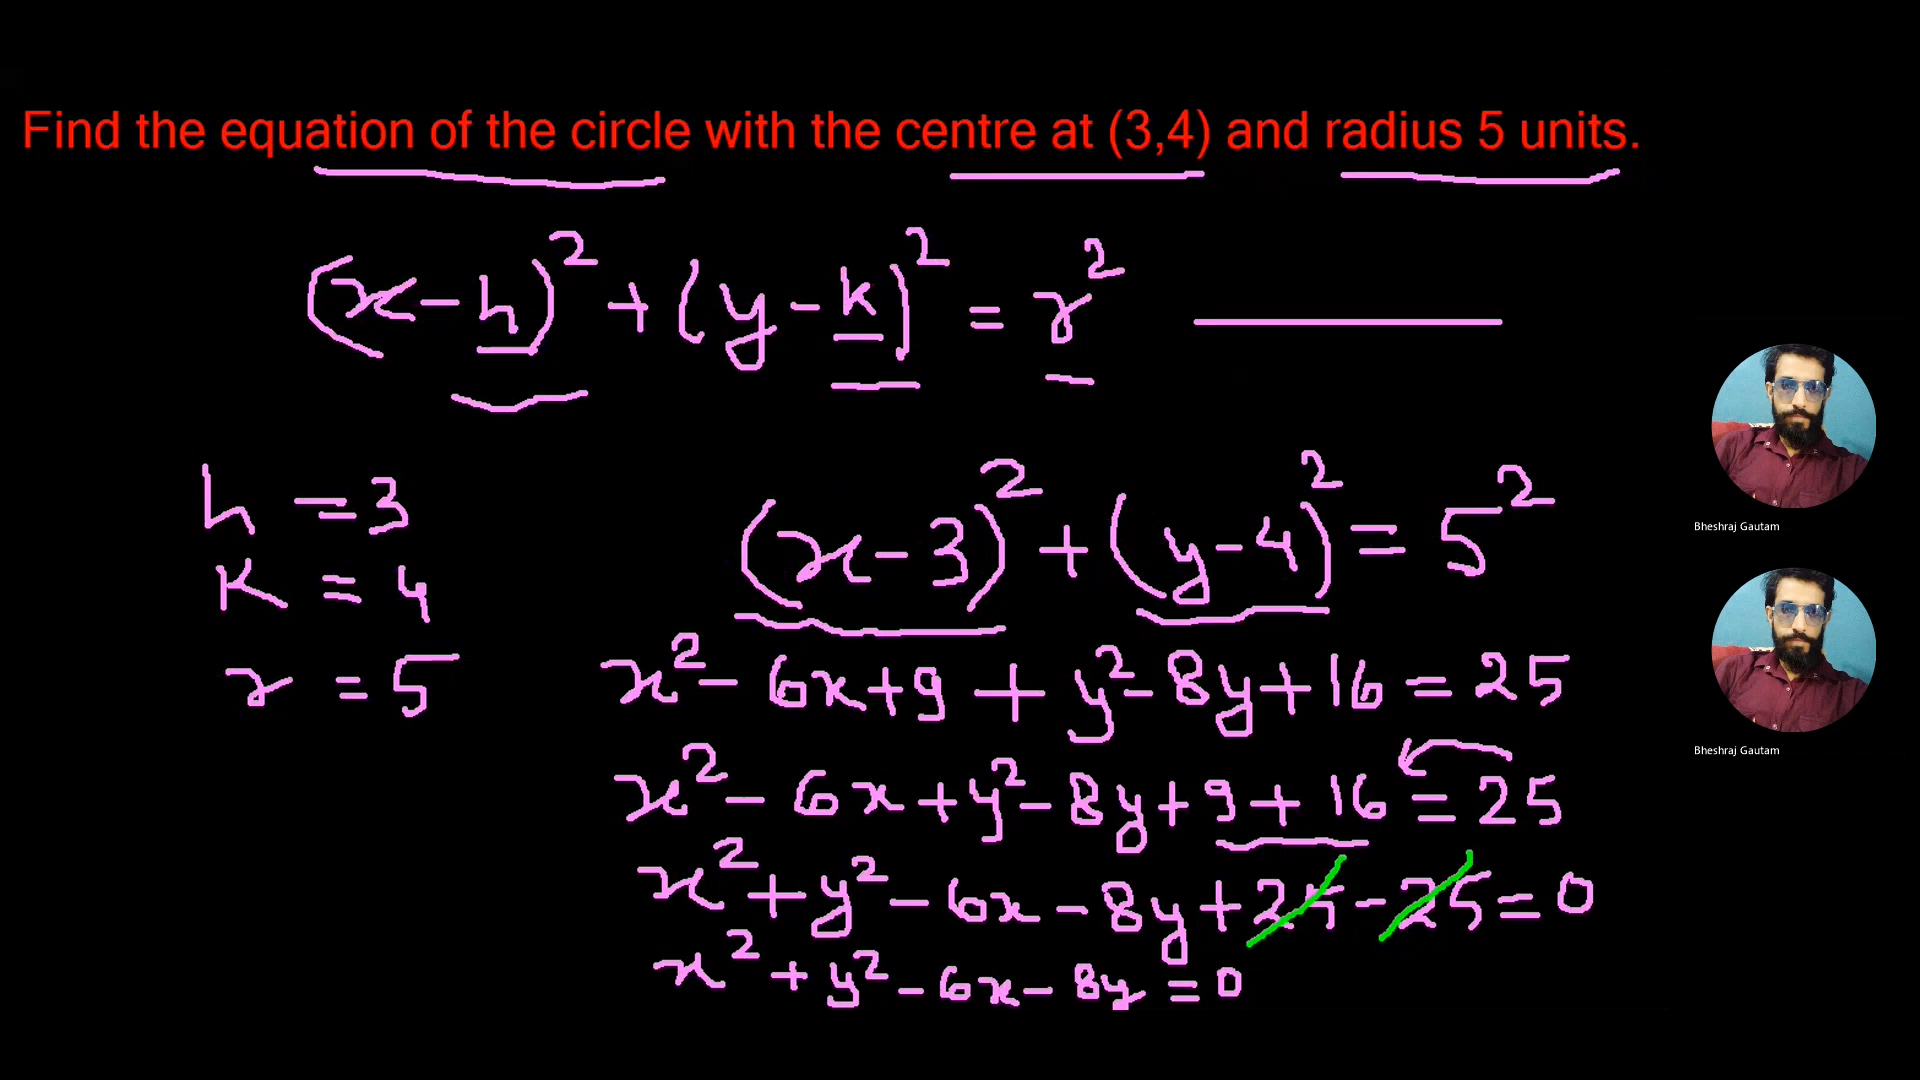 Find the equation of the circle with the centre at (3,4) and radius 5 units.
(x-h)² + (y-k)² = r²
h = 3
K = 4
r = 5
(x-3)² + (y-4)² = 5²
x² - 6x + 9 + y² - 8y + 16 = 25
x² - 6x + y² - 8y + 9 + 16 = 25
x² + y² - 6x - 8y + 25 - 25 = 0
x² + y² - 6x - 8y = 0
Bheshraj Gautam
Bheshraj Gautam